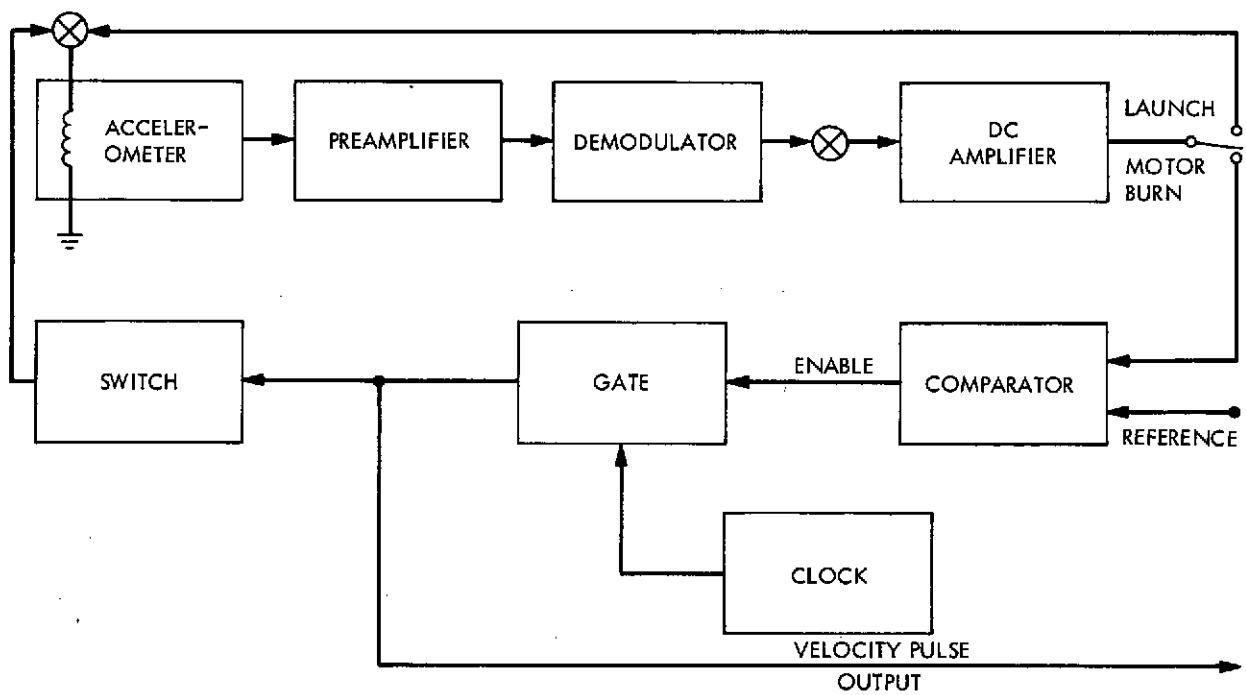 ACCELER-
OMETER
PREAMPLIFIER
DEMODULATOR
DC
AMPLIFIER
LAUNCH
MOTOR
BURN
SWITCH
GATE
ENABLE
COMPARATOR
REFERENCE
CLOCK
VELOCITY PULSE
OUTPUT